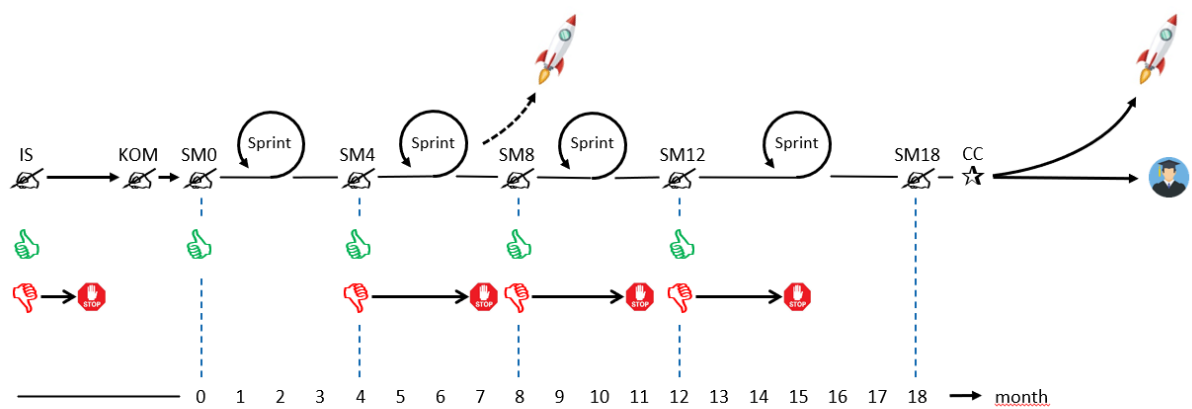 Sprint Sprint Sprint Sprint
IS KOM SM0 SM4 SM8 SM12 SM18 CC
STOP STOP STOP STOP
0 1 2 3 4 5 6 7 8 9 10 11 12 13 14 15 16 17 18 month